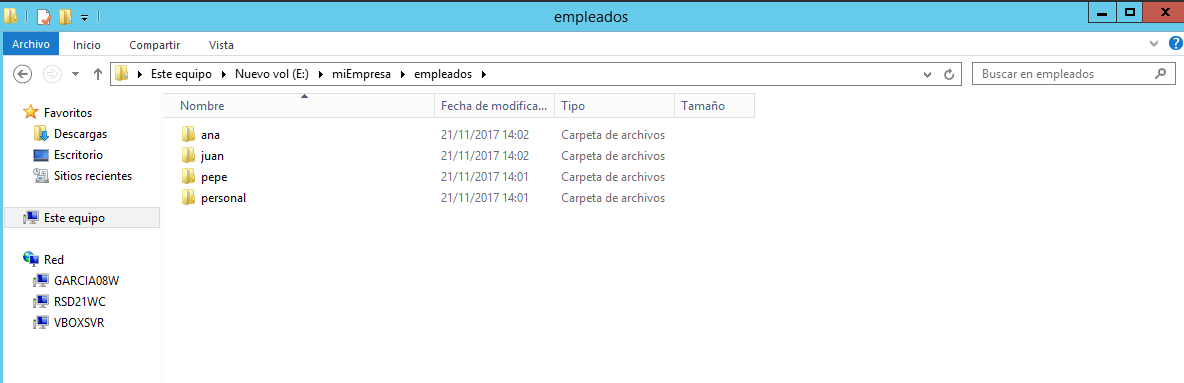 empleados
Archivo Inicio Compartir Vista
Este equipo Nuevo vol (E:) miEmpresa empleados Buscar en empleados
Favoritos
Descargas
Escritorio
Sitios recientes
Este equipo
Red
GARCIA08W
RSD21WC
VBOXSVR
Nombre Fecha de modifica... Tipo Tamaño
ana 21/11/2017 14:02 Carpeta de archivos
juan 21/11/2017 14:02 Carpeta de archivos
pepe 21/11/2017 14:01 Carpeta de archivos
personal 21/11/2017 14:01 Carpeta de archivos